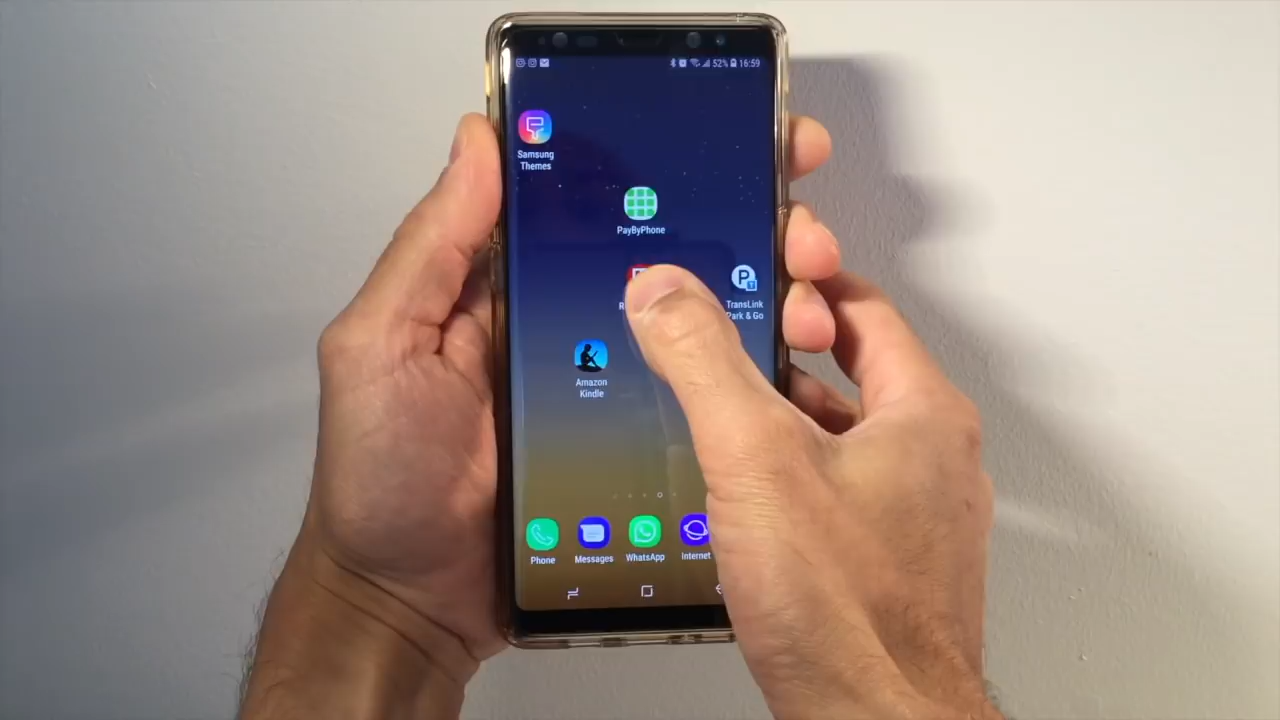 52% 16:59
Samsung
Themes
PayByPhone
P
TransLink
Park & Go
Amazon
Kindle
Phone
Messages
WhatsApp
Internet